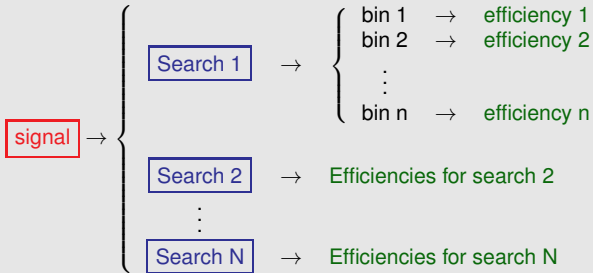 bin 1 → efficiency 1
bin 2 → efficiency 2
Search 1 → ⋮
bin n → efficiency n
signal →
Search 2 → Efficiencies for search 2
⋮
Search N → Efficiencies for search N